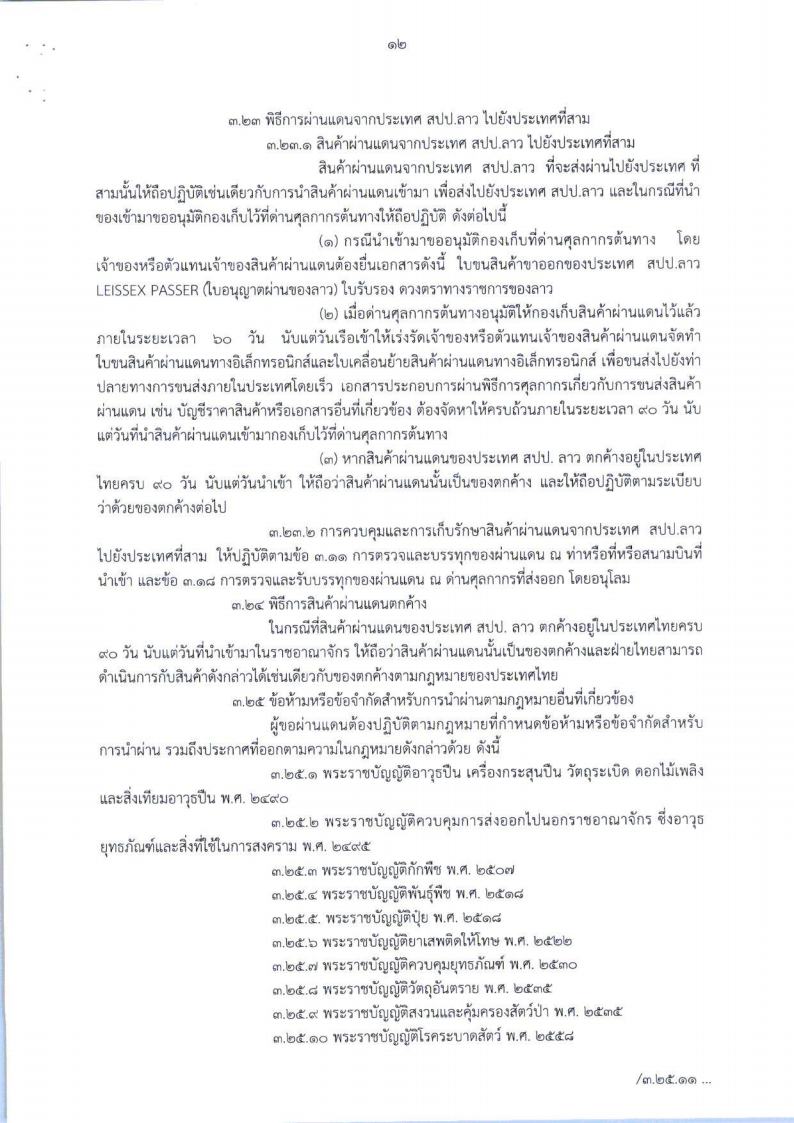 ๑๒
๓.๒๓ พิธีการผ่านแดนจากประเทศ สปป.ลาว ไปยังประเทศที่สาม
๓.๒๓.๑ สินค้าผ่านแดนจากประเทศ สปป.ลาว ไปยังประเทศที่สาม
สินค้าผ่านแดนจากประเทศ สปป.ลาว ที่จะส่งผ่านไปยังประเทศ ที่
สามนั้นให้ถือปฏิบัติเช่นเดียวกับการนำสินค้าผ่านแดนเข้ามา เพื่อส่งไปยังประเทศ สปป.ลาว และในกรณีที่นำ
ของเข้ามาขออนุมัติกองเก็บไว้ที่ด่านศุลกากรต้นทางให้ถือปฏิบัติ ดังต่อไปนี้
(๑) กรณีนำเข้ามาขออนุมัติกองเก็บที่ด่านศุลกากรต้นทาง โดย
เจ้าของหรือตัวแทนเจ้าของสินค้าผ่านแดนต้องยื่นเอกสารดังนี้ ใบขนสินค้าขาออกของประเทศ สปป.ลาว
LEISSEX PASSER (ใบอนุญาตผ่านของลาว) ใบรับรอง ดวงตราทางราชการของลาว
(๒) เมื่อด่านศุลกากรต้นทางอนุมัติให้กองเก็บสินค้าผ่านแดนไว้แล้ว
ภายในระยะเวลา ๖๐ วัน นับแต่วันเรือเข้าให้เร่งรัดเจ้าของหรือตัวแทนเจ้าของสินค้าผ่านแดนจัดทำ
ใบขนสินค้าผ่านแดนทางอิเล็กทรอนิกส์และใบเคลื่อนย้ายสินค้าผ่านแดนทางอิเล็กทรอนิกส์ เพื่อขนส่งไปยังท่า
ปลายทางการขนส่งภายในประเทศโดยเร็ว เอกสารประกอบการผ่านพิธีการศุลกากรเกี่ยวกับการขนส่งสินค้า
ผ่านแดน เช่น บัญชีราคาสินค้าหรือเอกสารอื่นที่เกี่ยวข้อง ต้องจัดหาให้ครบถ้วนภายในระยะเวลา ๙๐ วัน นับ
แต่วันที่นำสินค้าผ่านแดนเข้ามากองเก็บไว้ที่ด่านศุลกากรต้นทาง
(๓) หากสินค้าผ่านแดนของประเทศ สปป. ลาว ตกค้างอยู่ในประเทศ
ไทยครบ ๙๐ วัน นับแต่วันนำเข้า ให้ถือว่าสินค้าผ่านแดนนั้นเป็นของตกค้าง และให้ถือปฏิบัติตามระเบียบ
ว่าด้วยของตกค้างต่อไป
๓.๒๓.๒ การควบคุมและการเก็บรักษาสินค้าผ่านแดนจากประเทศ สปป.ลาว
ไปยังประเทศที่สาม ให้ปฏิบัติตามข้อ ๓.๑๑ การตรวจและบรรทุกของผ่านแดน ณ ท่าหรือที่หรือสนามบินที่
นำเข้า และข้อ ๓.๑๘ การตรวจและรับบรรทุกของผ่านแดน ณ ด่านศุลกากรที่ส่งออก โดยอนุโลม
๓.๒๔ พิธีการสินค้าผ่านแดนตกค้าง
ในกรณีที่สินค้าผ่านแดนของประเทศ สปป. ลาว ตกค้างอยู่ในประเทศไทยครบ
๙๐ วัน นับแต่วันที่นำเข้ามาในราชอาณาจักร ให้ถือว่าสินค้าผ่านแดนนั้นเป็นของตกค้างและฝ่ายไทยสามารถ
ดำเนินการกับสินค้าดังกล่าวได้เช่นเดียวกับของตกค้างตามกฎหมายของประเทศไทย
๓.๒๕ ข้อห้ามหรือข้อจำกัดสำหรับการนำผ่านตามกฎหมายอื่นที่เกี่ยวข้อง
ผู้ขอผ่านแดนต้องปฏิบัติตามกฎหมายที่กำหนดข้อห้ามหรือข้อจำกัดสำหรับ
การนำผ่าน รวมถึงประกาศที่ออกตามความในกฎหมายดังกล่าวด้วย ดังนี้
๓.๒๕.๑ พระราชบัญญัติอาวุธปืน เครื่องกระสุนปืน วัตถุระเบิด ดอกไม้เพลิง
และสิ่งเทียมอาวุธปืน พ.ศ. ๒๔๙๐
๓.๒๕.๒ พระราชบัญญัติควบคุมการส่งออกไปนอกราชอาณาจักร ซึ่งอาวุธ
ยุทธภัณฑ์และสิ่งที่ใช้ในการสงคราม พ.ศ. ๒๔๙๕
๓.๒๕.๓ พระราชบัญญัติกักพืช พ.ศ. ๒๕๐๗
๓.๒๕.๔ พระราชบัญญัติพันธุ์พืช พ.ศ. ๒๕๑๘
๓.๒๕.๕. พระราชบัญญัติปุ๋ย พ.ศ. ๒๕๑๘
๓.๒๕.๖ พระราชบัญญัติยาเสพติดให้โทษ พ.ศ. ๒๕๒๒
๓.๒๕.๗ พระราชบัญญัติควบคุมยุทธภัณฑ์ พ.ศ. ๒๕๓๐
๓.๒๕.๘ พระราชบัญญัติวัตถุอันตราย พ.ศ. ๒๕๓๕
๓.๒๕.๙ พระราชบัญญัติสงวนและคุ้มครองสัตว์ป่า พ.ศ. ๒๕๓๕
๓.๒๕.๑๐ พระราชบัญญัติโรคระบาดสัตว์ พ.ศ. ๒๕๕๘
/๓.๒๕.๑๑ ...